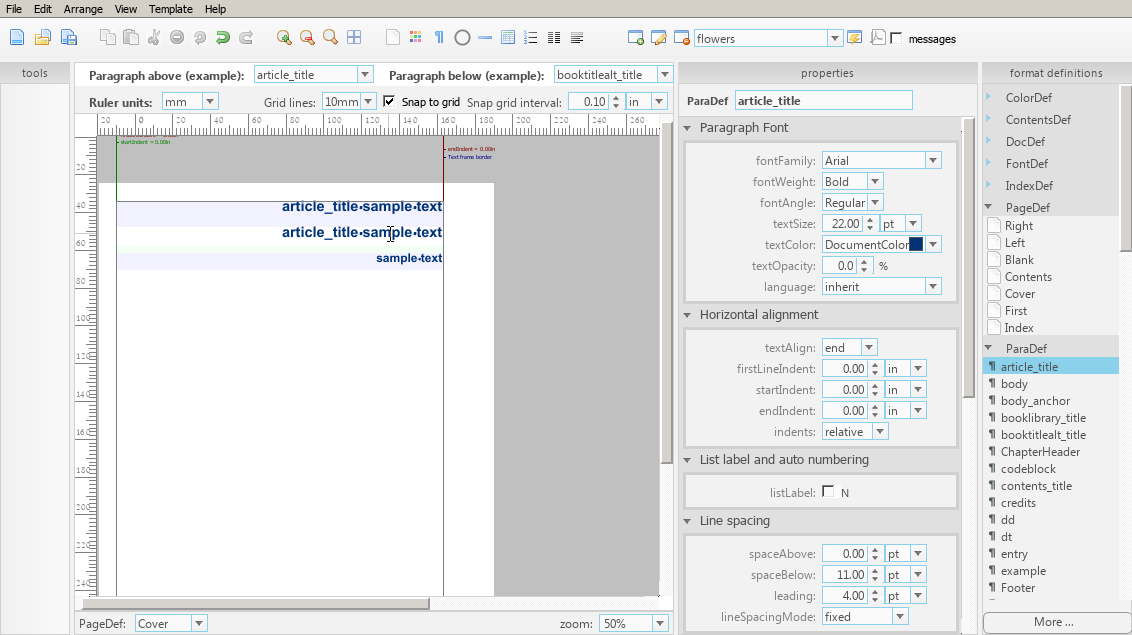 File Edit Arrange View Template Help
flowers messages
tools
Paragraph above (example): article_title Paragraph below (example): booktitlealt_title
Ruler units: mm Grid lines: 10mm Snap to grid Snap grid interval: 0.10 in
20 0 20 40 60 80 100 120 140 160 180 200 220 240 260
startIndent = 0.00in
endIndent = 0.00in
Text frame border
20
40
60
80
100
120
140
160
180
200
220
240
article_title·sample·text
article_title·sample·text
sample·text
PageDef: Cover zoom: 50%
properties
ParaDef article_title
Paragraph Font
fontFamily: Arial
fontWeight: Bold
fontAngle: Regular
textSize: 22.00 pt
textColor: DocumentColor
textOpacity: 0.0 %
language: inherit
Horizontal alignment
textAlign: end
firstLineIndent: 0.00 in
startIndent: 0.00 in
endIndent: 0.00 in
indents: relative
List label and auto numbering
listLabel: N
Line spacing
spaceAbove: 0.00 pt
spaceBelow: 11.00 pt
leading: 4.00 pt
lineSpacingMode: fixed
format definitions
ColorDef
ContentsDef
DocDef
FontDef
IndexDef
PageDef
Right
Left
Blank
Contents
Cover
First
Index
ParaDef
¶ article_title
¶ body
¶ body_anchor
¶ booklibrary_title
¶ booktitlealt_title
¶ ChapterHeader
¶ codeblock
¶ contents_title
¶ credits
¶ dd
¶ dt
¶ entry
¶ example
¶ Footer
More ...